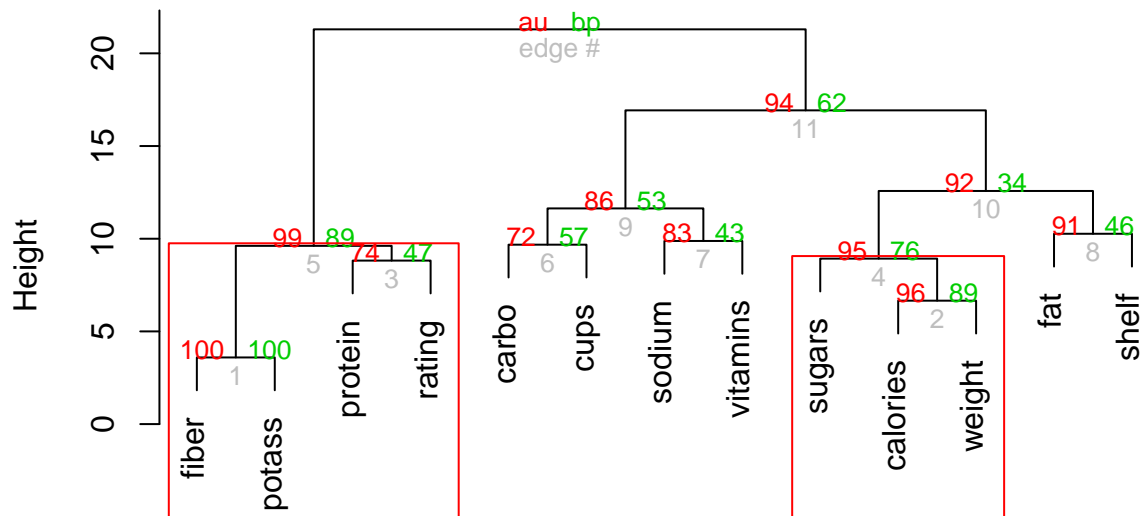 au bp
edge #
20
94 62
11
15
92 34
10
86 53
9
99 89
5
74 47
3
72 57
6
83 43
7
95 76
4
91 46
8
10
96 89
2
100 100
1
5
0
Height
fiber
potass
protein
rating
carbo
cups
sodium
vitamins
sugars
calories
weight
fat
shelf